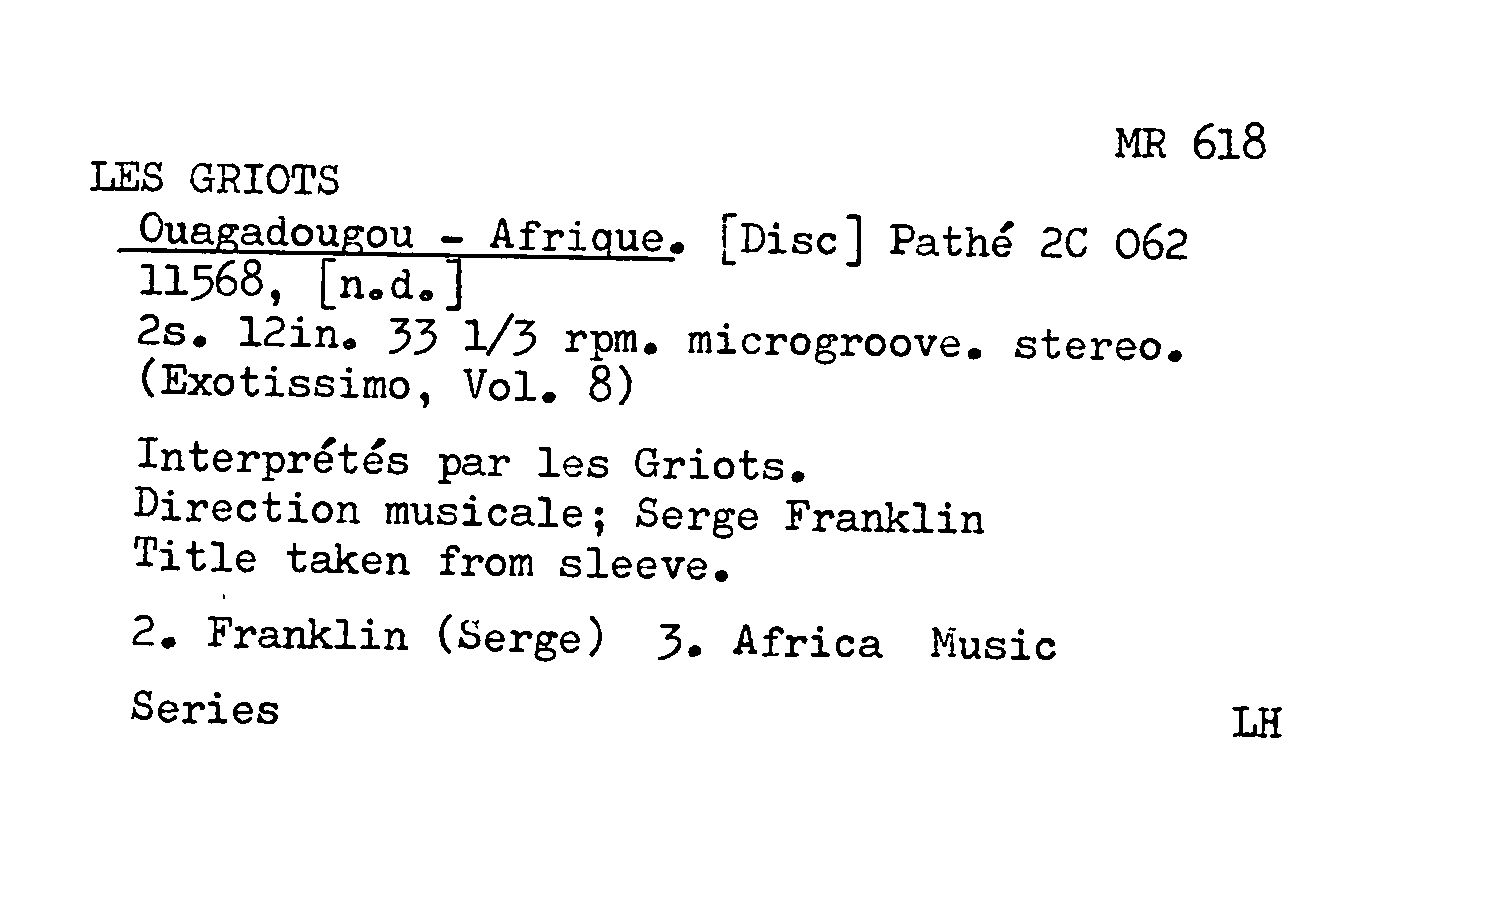 MR 618
LES GRIOTS
Ouagadougou - Afrique. [Disc] Pathé 2C 062
11568, [n.d.]
2s. 12in. 33 1/3 rpm. microgroove. stereo.
(Exotissimo, Vol. 8)
Interprétés par les Griots.
Direction musicale; Serge Franklin
Title taken from sleeve.
2. Franklin (Serge) 3. Africa Music
Series
LH